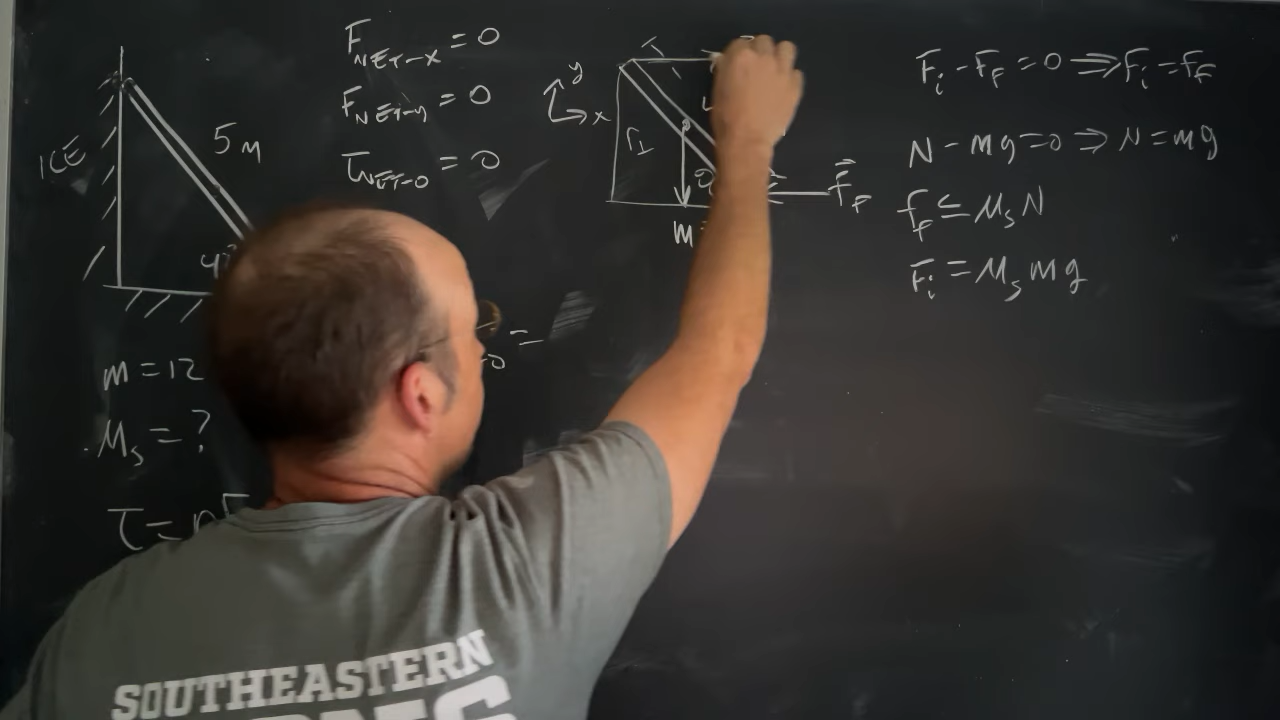 F_NET-x = 0
F_NET-y = 0
τ_NET-0 = 0
ICE
5m
m = 12
μ_s = ?
y
x
r⊥
F_f
F_i - F_f = 0 ⇒ F_i = f_f
N - mg = 0 ⇒ N = mg
f_f ≤ μ_s N
F_i = μ_s mg
SOUTHEASTERN